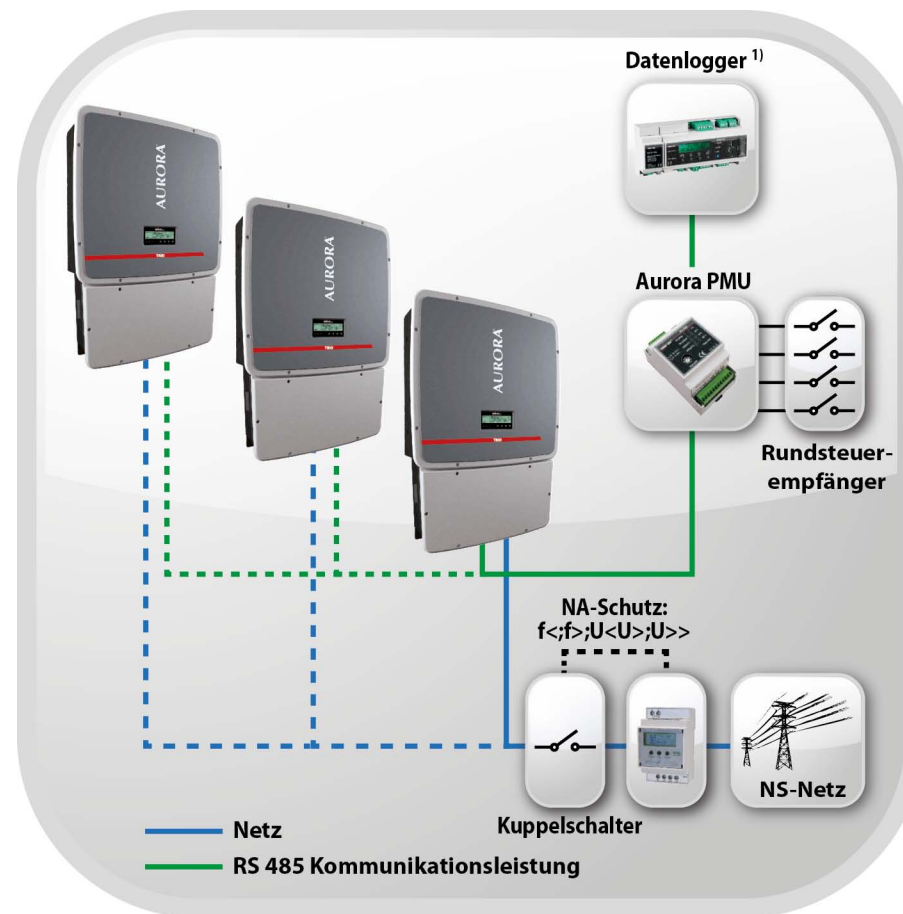 Datenlogger 1)
AURORA
AURORA
AURORA
Aurora PMU
Rundsteuer-
empfänger
NA-Schutz:
f<;f>;U<U>;U>>
NS-Netz
Kuppelschalter
Netz
RS 485 Kommunikationsleistung